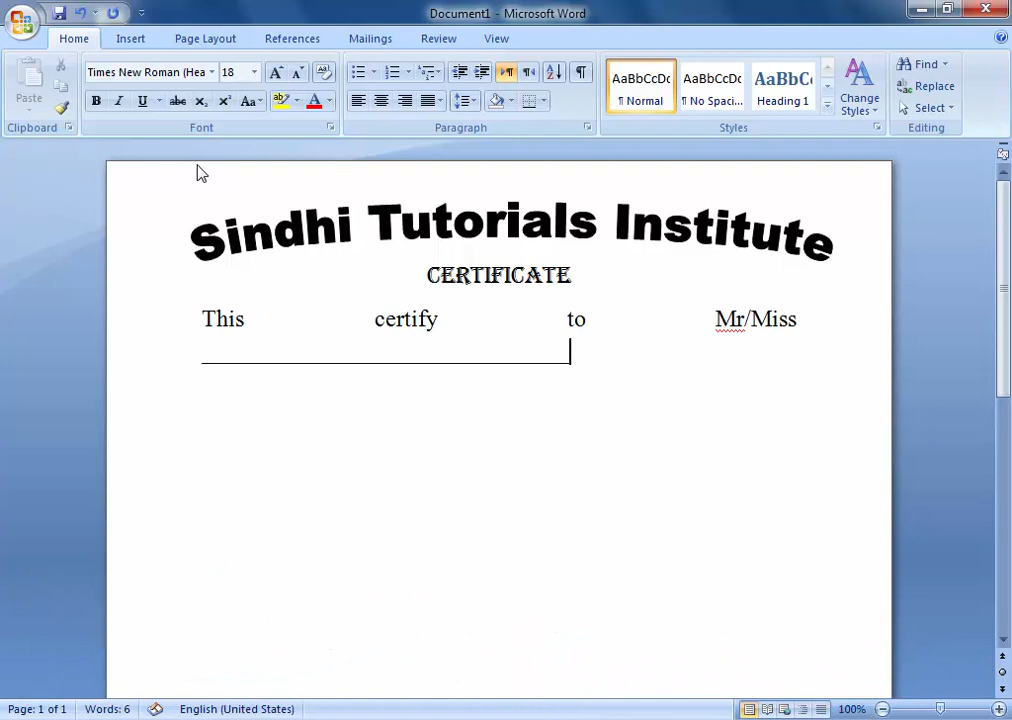 Document1 - Microsoft Word
Home Insert Page Layout References Mailings Review View
Times New Roman (Hea 18
AaBbCcDc AaBbCcDc AaBbC
Find
Replace
Select
Paste
¶ Normal ¶ No Spaci... Heading 1
Change
Styles
Clipboard Font Paragraph Styles Editing
Sindhi Tutorials Institute
CERTIFICATE
This certify to Mr/Miss
Page: 1 of 1 Words: 6 English (United States) 100%